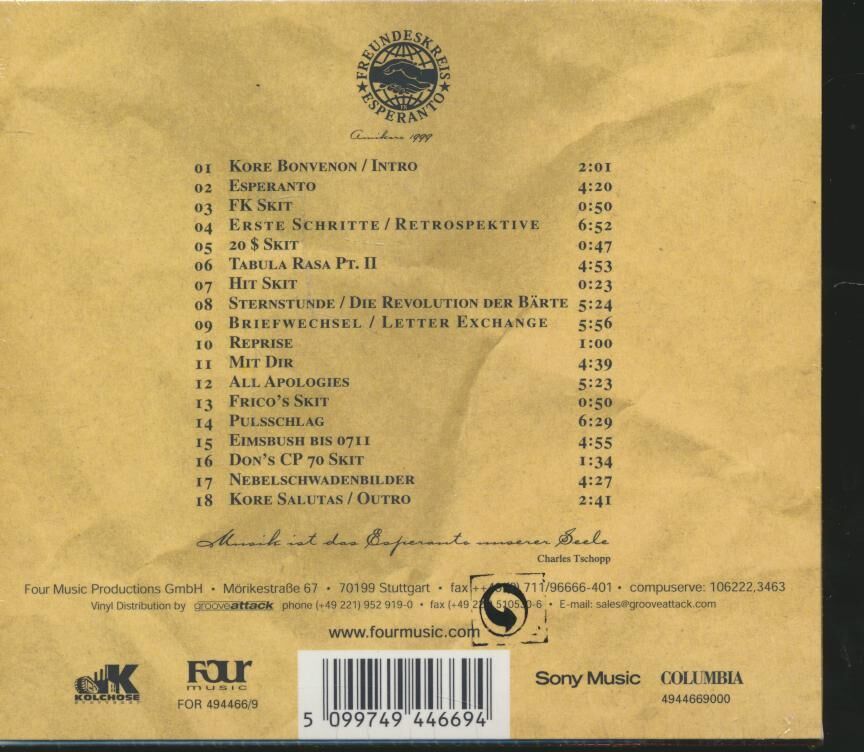 FREUNDESKREIS
ESPERANTO
1999
01 KORE BONVENON / INTRO 2:01
02 ESPERANTO 4:20
03 FK SKIT 0:50
04 ERSTE SCHRITTE / RETROSPEKTIVE 6:52
05 20 $ SKIT 0:47
06 TABULA RASA PT. II 4:53
07 HIT SKIT 0:23
08 STERNSTUNDE / DIE REVOLUTION DER BÄRTE 5:24
09 BRIEFWECHSEL / LETTER EXCHANGE 5:56
10 REPRISE 1:00
11 MIT DIR 4:39
12 ALL APOLOGIES 5:23
13 FRICO'S SKIT 0:50
14 PULSSCHLAG 6:29
15 EIMSBUSH BIS 0711 4:55
16 DON'S CP 70 SKIT 1:34
17 NEBELSCHWADENBILDER 4:27
18 KORE SALUTAS / OUTRO 2:41
Musik ist das Esperanto unserer Seele
Charles Tschopp
Four Music Productions GmbH • Mörikestraße 67 • 70199 Stuttgart • fax 711/96666-401 • compuserve: 106222,3463
Vinyl Distribution by grooveattack phone (+49 221) 952 919-0 • fax (+49 • E-mail: sales@grooveattack.com
www.fourmusic.com
K
KOLCHOSE
FOUR
music
FOR 494466/9
5 099749 446694
Sony Music
COLUMBIA
4944669000